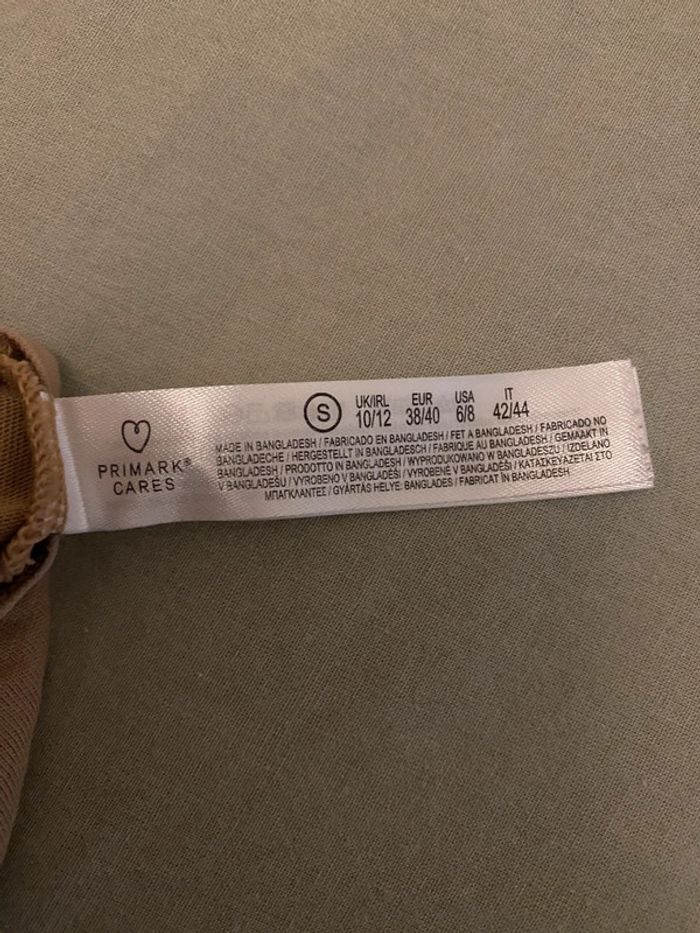 PRIMARK®
CARES
S
UK/IRL EUR USA IT
10/12 38/40 6/8 42/44
MADE IN BANGLADESH / FABRICADO EN BANGLADESH / FET A BANGLADESH / FABRICADO NO
BANGLADECHE / HERGESTELLT IN BANGLADESCH / FABRIQUE AU BANGLADESH / GEMAAKT IN
BANGLADESH / PRODOTTO IN BANGLADESH / WYPRODUKOWANO W BANGLADESZU / IZDELANO
V BANGLADEŠU / VYROBENO V BANGLADÉŠI / VYROBENÉ V BANGLADÉŠI / ΚΑΤΑΣΚΕΥΑΖΕΤΑΙ ΣΤΟ
ΜΠΑΓΚΛΑΝΤΕΣ / GYÁRTÁS HELYE: BANGLADES / FABRICAT ÎN BANGLADESH